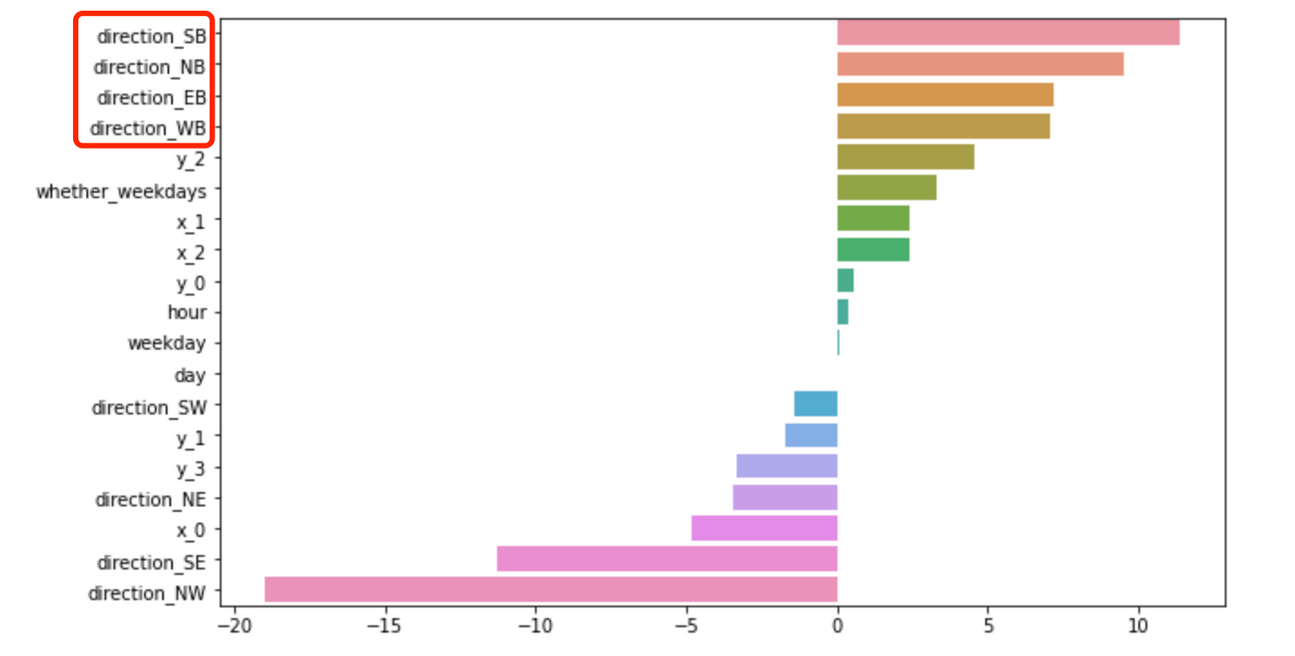 direction_SB
direction_NB
direction_EB
direction_WB
y_2
whether_weekdays
x_1
x_2
y_0
hour
weekday
day
direction_SW
y_1
y_3
direction_NE
x_0
direction_SE
direction_NW
−20 −15 −10 −5 0 5 10